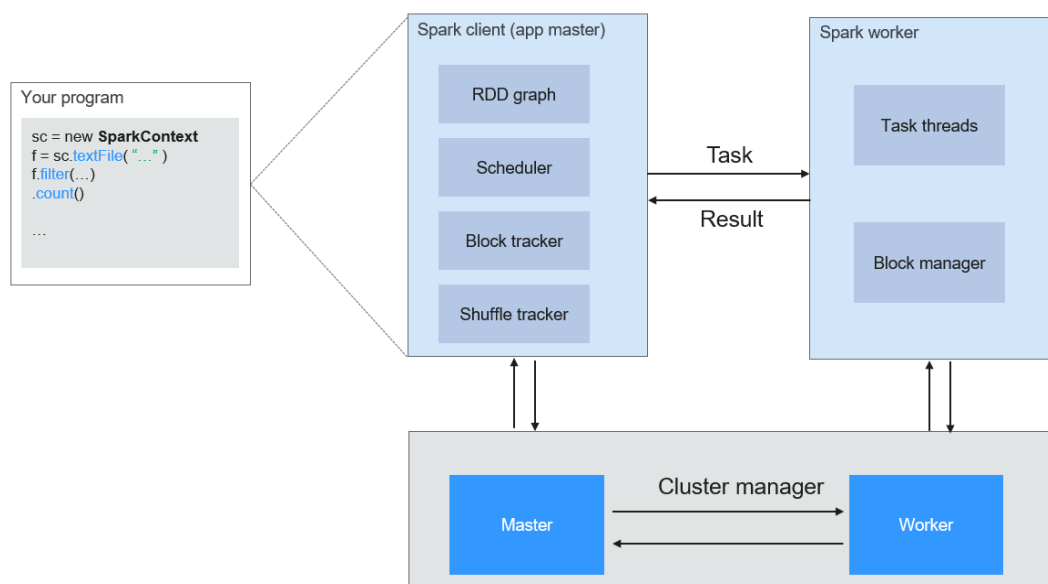 Your program
sc = new SparkContext
f = sc.textFile( “...” )
f.filter(...)
.count()
...
Spark client (app master)
RDD graph
Scheduler
Block tracker
Shuffle tracker
Task
Result
Spark worker
Task threads
Block manager
Cluster manager
Master
Worker